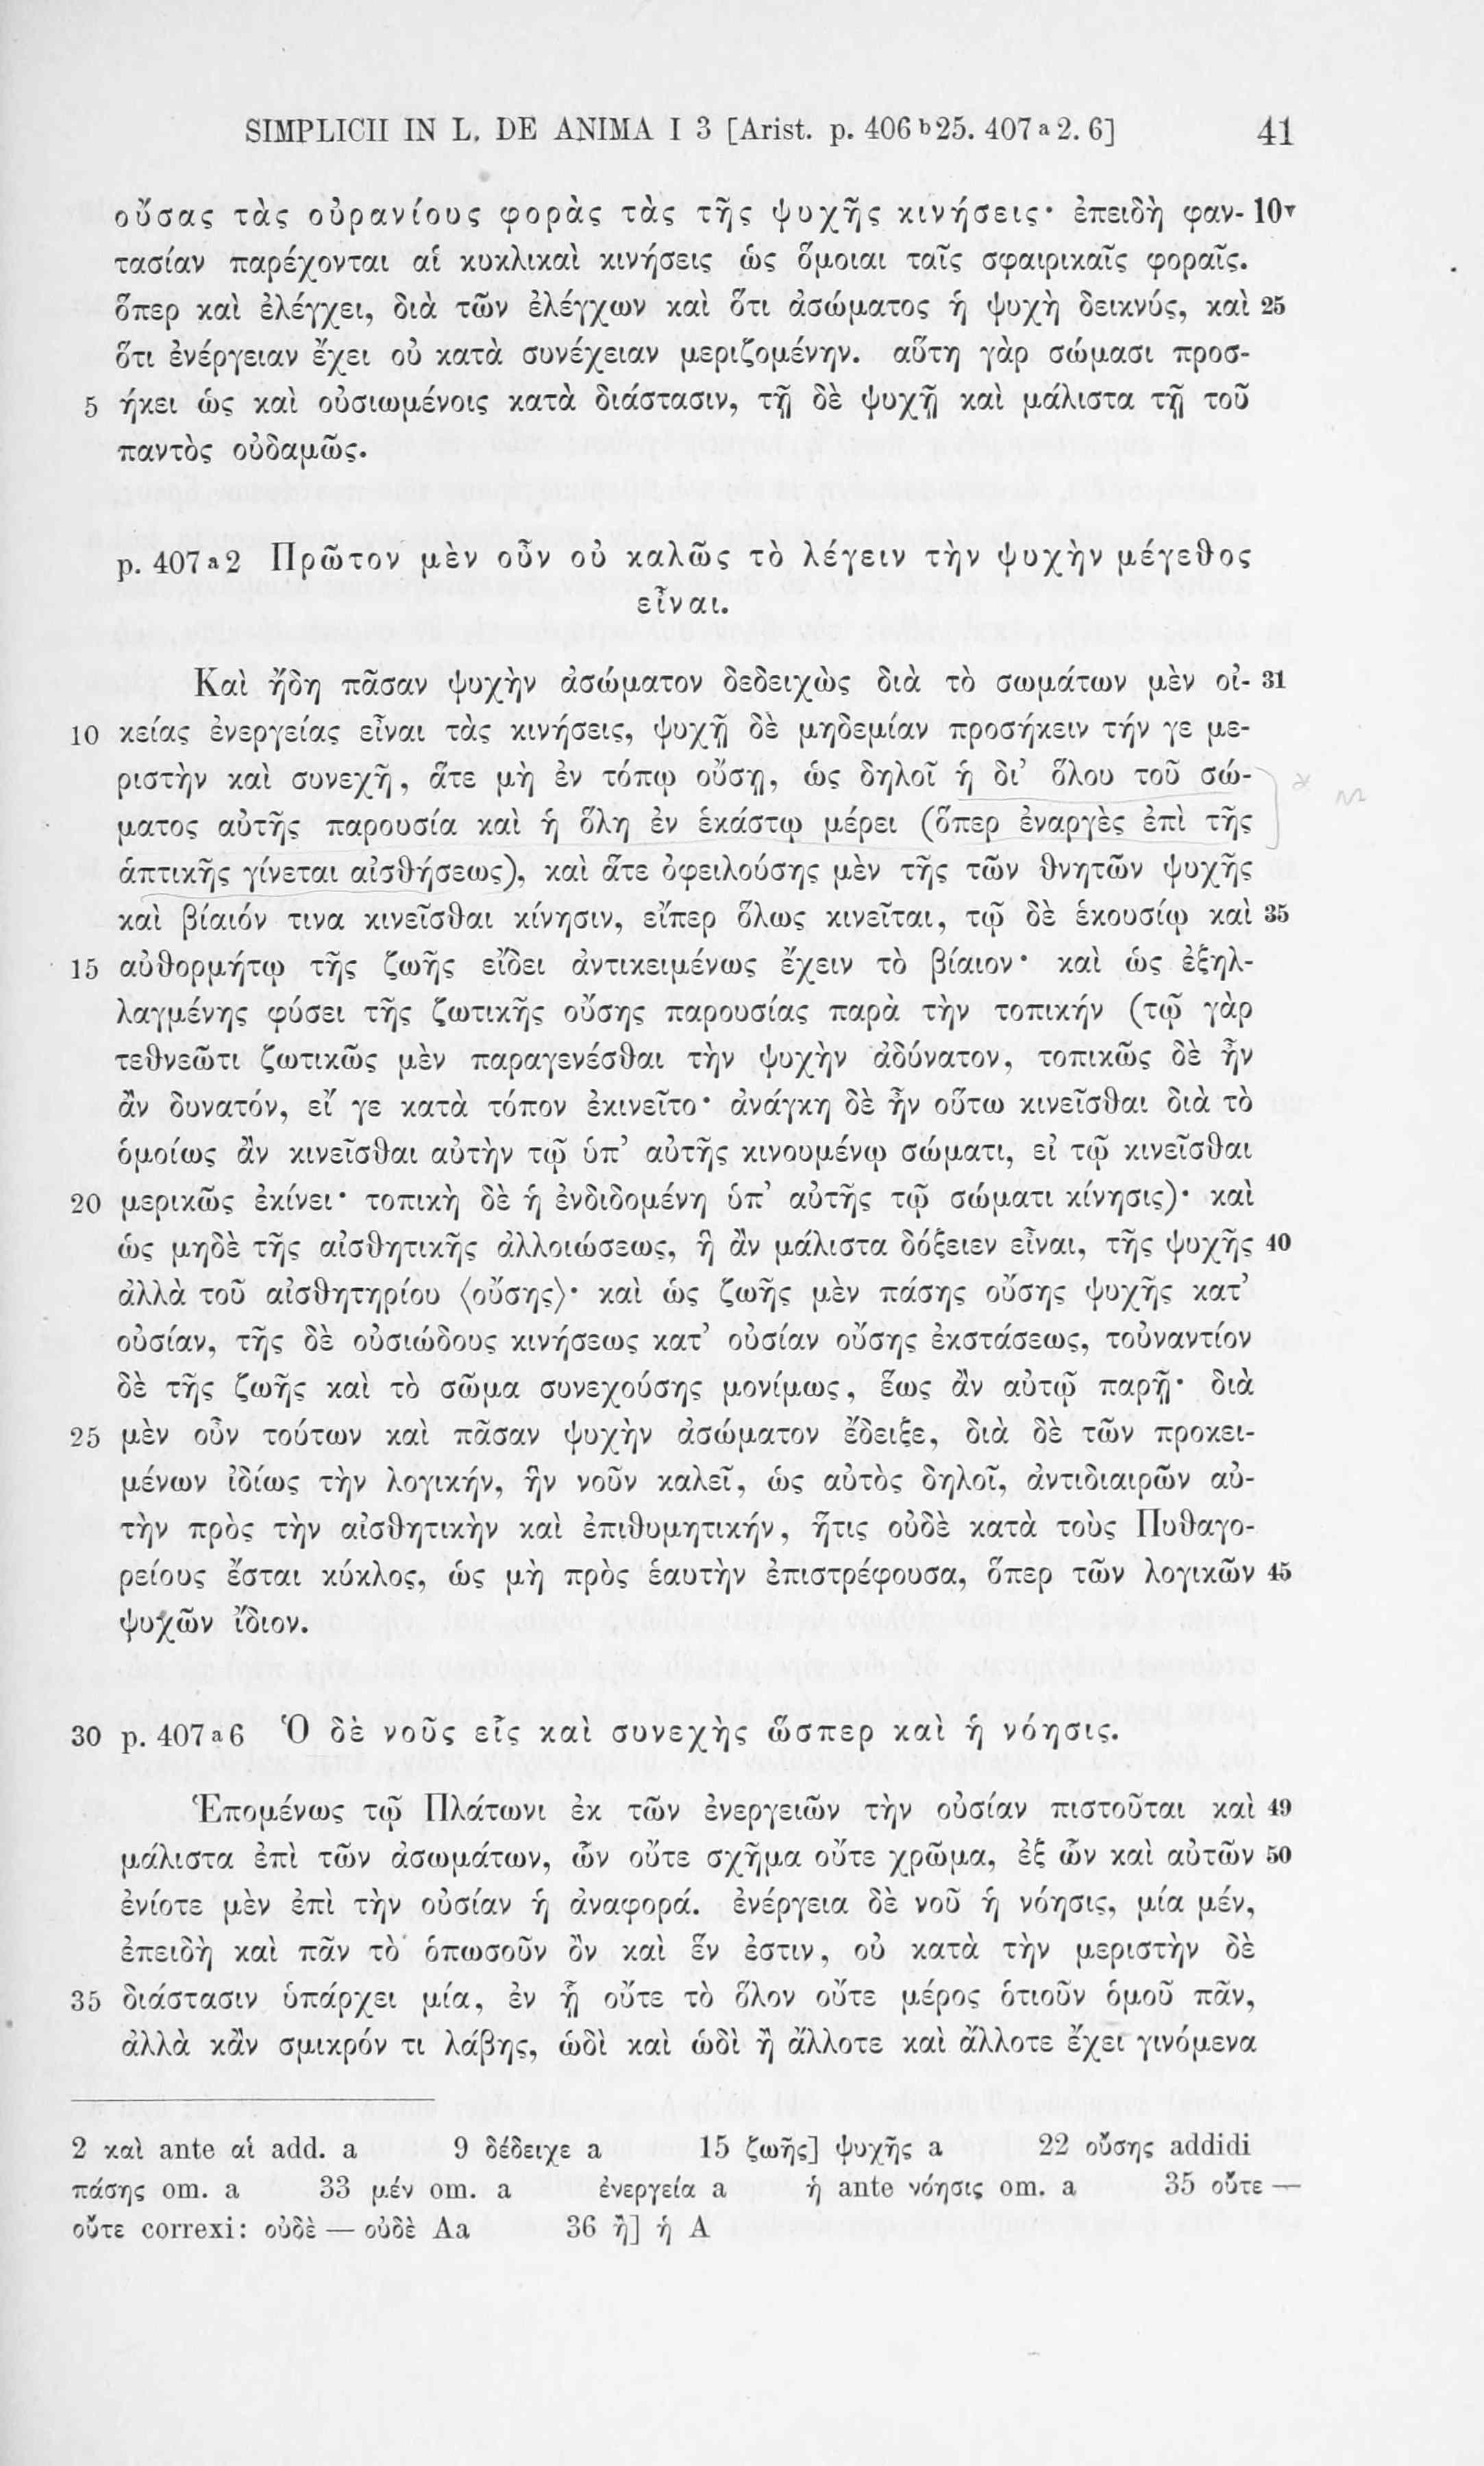 SIMPLICII IN L. DE ANIMA I 3 [Arist. p. 406 b 25. 407 a 2. 6] 41
οὔσας τὰς οὐρανίους φορὰς τὰς τῆς ψυχῆς κινήσεις· ἐπειδὴ φαν- 10v
τασίαν παρέχονται αἱ κυκλικαὶ κινήσεις ὡς ὅμοιαι ταῖς σφαιρικαῖς φοραῖς.
ὅπερ καὶ ἐλέγχει, διὰ τῶν ἐλέγχων καὶ ὅτι ἀσώματος ἡ ψυχὴ δεικνύς, καὶ 25
ὅτι ἐνέργειαν ἔχει οὐ κατὰ συνέχειαν μεριζομένην. αὕτη γὰρ σώμασι προσ-
5 ήκει ὡς καὶ οὐσιωμένοις κατὰ διάστασιν, τῇ δὲ ψυχῇ καὶ μάλιστα τῇ τοῦ
παντὸς οὐδαμῶς.
p. 407 a 2 Πρῶτον μὲν οὖν οὐ καλῶς τὸ λέγειν τὴν ψυχὴν μέγεθος
εἶναι.
Καὶ ἤδη πᾶσαν ψυχὴν ἀσώματον δεδειχὼς διὰ τὸ σωμάτων μὲν οἰ- 31
10 κείας ἐνεργείας εἶναι τὰς κινήσεις, ψυχῇ δὲ μηδεμίαν προσήκειν τήν γε με-
ριστὴν καὶ συνεχῆ, ἅτε μὴ ἐν τόπῳ οὔσῃ, ὡς δηλοῖ ἡ δι’ ὅλου τοῦ σώ-
ματος αὐτῆς παρουσία καὶ ἡ ὅλη ἐν ἑκάστῳ μέρει (ὅπερ ἐναργὲς ἐπὶ τῆς
ἁπτικῆς γίνεται αἰσθήσεως), καὶ ἅτε ὀφειλούσης μὲν τῆς τῶν θνητῶν ψυχῆς
καὶ βίαιόν τινα κινεῖσθαι κίνησιν, εἴπερ ὅλως κινεῖται, τῷ δὲ ἑκουσίῳ καὶ 35
15 αὐθορμήτῳ τῆς ζωῆς εἴδει ἀντικειμένως ἔχειν τὸ βίαιον· καὶ ὡς ἐξηλ-
λαγμένης φύσει τῆς ζωτικῆς οὔσης παρουσίας παρὰ τὴν τοπικήν (τῷ γὰρ
τεθνεῶτι ζωτικῶς μὲν παραγενέσθαι τὴν ψυχὴν ἀδύνατον, τοπικῶς δὲ ἦν
ἂν δυνατόν, εἴ γε κατὰ τόπον ἐκινεῖτο· ἀνάγκη δὲ ἦν οὕτω κινεῖσθαι διὰ τὸ
ὁμοίως ἂν κινεῖσθαι αὐτὴν τῷ ὑπ’ αὐτῆς κινουμένῳ σώματι, εἰ τῷ κινεῖσθαι
20 μερικῶς ἐκίνει· τοπικὴ δὲ ἡ ἐνδιδομένη ὑπ’ αὐτῆς τῷ σώματι κίνησις)· καὶ
ὡς μηδὲ τῆς αἰσθητικῆς ἀλλοιώσεως, ἣ ἂν μάλιστα δόξειεν εἶναι, τῆς ψυχῆς 40
ἀλλὰ τοῦ αἰσθητηρίου ⟨οὔσης⟩· καὶ ὡς ζωῆς μὲν πάσης οὔσης ψυχῆς κατ’
οὐσίαν, τῆς δὲ οὐσιώδους κινήσεως κατ’ οὐσίαν οὔσης ἐκστάσεως, τοὐναντίον
δὲ τῆς ζωῆς καὶ τὸ σῶμα συνεχούσης μονίμως, ἕως ἂν αὐτῷ παρῇ· διὰ
25 μὲν οὖν τούτων καὶ πᾶσαν ψυχὴν ἀσώματον ἔδειξε, διὰ δὲ τῶν προκει-
μένων ἰδίως τὴν λογικήν, ἣν νοῦν καλεῖ, ὡς αὐτὸς δηλοῖ, ἀντιδιαιρῶν αὐ-
τὴν πρὸς τὴν αἰσθητικὴν καὶ ἐπιθυμητικήν, ἥτις οὐδὲ κατὰ τοὺς Πυθαγο-
ρείους ἔσται κύκλος, ὡς μὴ πρὸς ἑαυτὴν ἐπιστρέφουσα, ὅπερ τῶν λογικῶν 45
ψυχῶν ἴδιον.
30 p. 407 a 6 Ὁ δὲ νοῦς εἷς καὶ συνεχὴς ὥσπερ καὶ ἡ νόησις.
Ἑπομένως τῷ Πλάτωνι ἐκ τῶν ἐνεργειῶν τὴν οὐσίαν πιστοῦται καὶ 49
μάλιστα ἐπὶ τῶν ἀσωμάτων, ὧν οὔτε σχῆμα οὔτε χρῶμα, ἐξ ὧν καὶ αὐτῶν 50
ἐνίοτε μὲν ἐπὶ τὴν οὐσίαν ἡ ἀναφορά. ἐνέργεια δὲ νοῦ ἡ νόησις, μία μέν,
ἐπειδὴ καὶ πᾶν τὸ ὁπωσοῦν ὂν καὶ ἕν ἐστιν, οὐ κατὰ τὴν μεριστὴν δὲ
35 διάστασιν ὑπάρχει μία, ἐν ᾗ οὔτε τὸ ὅλον οὔτε μέρος ὁτιοῦν ὁμοῦ πᾶν,
ἀλλὰ κἂν σμικρόν τι λάβῃς, ὡδὶ καὶ ὡδὶ ἢ ἄλλοτε καὶ ἄλλοτε ἔχει γινόμενα
2 καὶ ante αἱ add. a 9 δέδειχε a 15 ζωῆς] ψυχῆς a 22 οὔσης addidi
πάσης om. a 33 μέν om. a ἐνεργεία a ἡ ante νόησις om. a 35 οὔτε —
οὔτε correxi: οὐδὲ — οὐδὲ Aa 36 ἢ] ἡ A